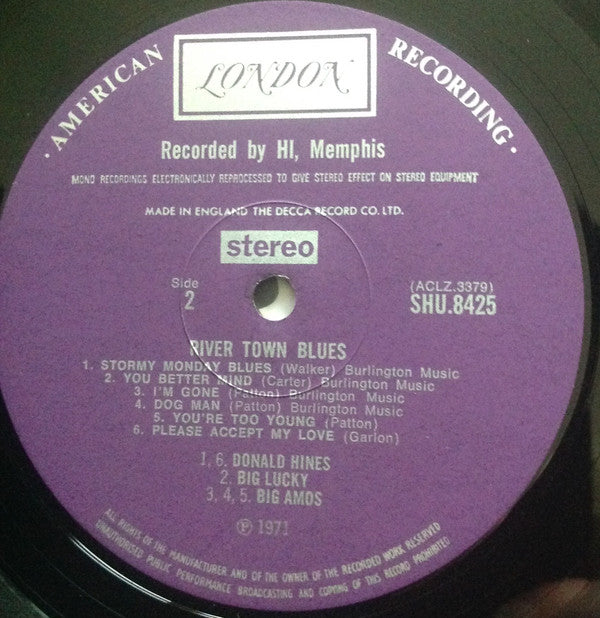 · AMERICAN RECORDING ·
LONDON
Recorded by HI, Memphis
MONO RECORDINGS ELECTRONICALLY REPROCESSED TO GIVE STEREO EFFECT ON STEREO EQUIPMENT
MADE IN ENGLAND THE DECCA RECORD CO. LTD.
stereo
Side
2
(ACLZ.3379)
SHU.8425
RIVER TOWN BLUES
1. STORMY MONDAY BLUES (Walker) Burlington Music
2. YOU BETTER MIND (Carter) Burlington Music
3. I'M GONE (Patton) Burlington Music
4. DOG MAN (Patton) Burlington Music
5. YOU'RE TOO YOUNG (Patton)
6. PLEASE ACCEPT MY LOVE (Garlon)
1, 6. DONALD HINES
2. BIG LUCKY
3, 4, 5. BIG AMOS
℗ 1971
ALL RIGHTS OF THE MANUFACTURER AND OF THE OWNER OF THE RECORDED WORK RESERVED
UNAUTHORISED PUBLIC PERFORMANCE BROADCASTING AND COPYING OF THIS RECORD PROHIBITED